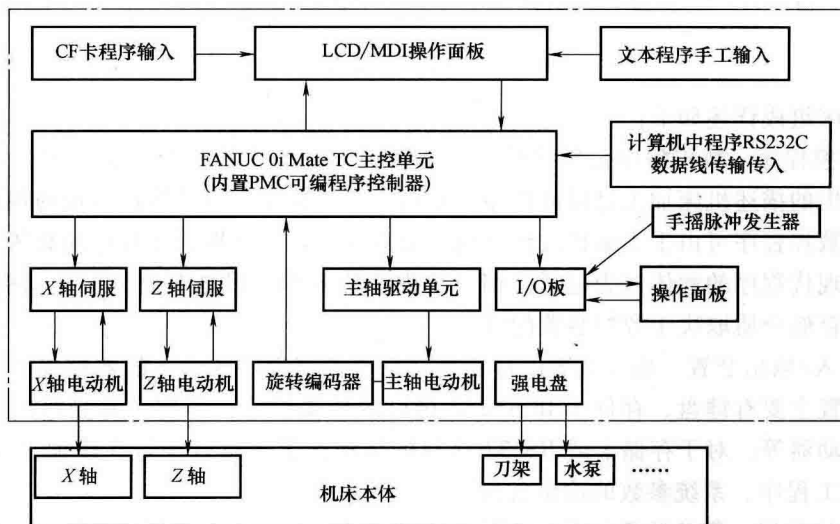 CF卡程序输入
LCD/MDI操作面板
文本程序手工输入
FANUC 0i Mate TC主控单元
(内置PMC可编程序控制器)
计算机中程序RS232C
数据线传输传入
手摇脉冲发生器
X轴伺服
Z轴伺服
主轴驱动单元
I/O板
操作面板
X轴电动机
Z轴电动机
旋转编码器
主轴电动机
强电盘
X轴
Z轴
刀架
水泵
……
机床本体